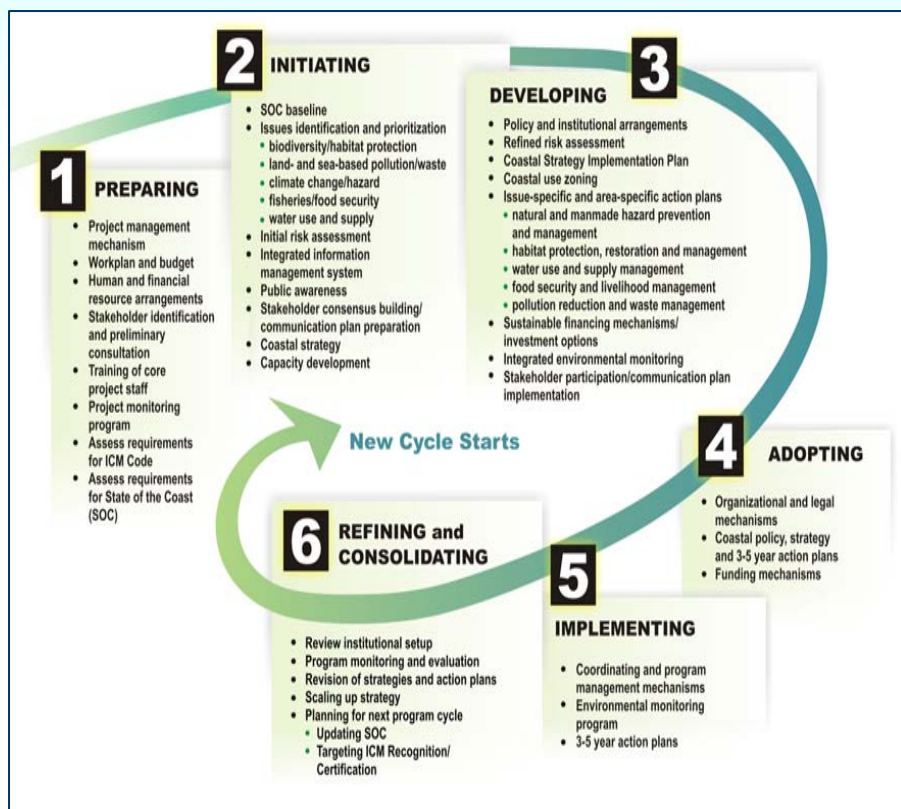 1
PREPARING
• Project management
mechanism
• Workplan and budget
• Human and financial
resource arrangements
• Stakeholder identification
and preliminary
consultation
• Training of core
project staff
• Project monitoring
program
• Assess requirements
for ICM Code
• Assess requirements
for State of the Coast
(SOC)
2
INITIATING
• SOC baseline
• Issues identification and prioritization
• biodiversity/habitat protection
• land- and sea-based pollution/waste
• climate change/hazard
• fisheries/food security
• water use and supply
• Initial risk assessment
• Integrated information
management system
• Public awareness
• Stakeholder consensus building/
communication plan preparation
• Coastal strategy
• Capacity development
3
DEVELOPING
• Policy and institutional arrangements
• Refined risk assessment
• Coastal Strategy Implementation Plan
• Coastal use zoning
• Issue-specific and area-specific action plans
• natural and manmade hazard prevention
and management
• habitat protection, restoration and management
• water use and supply management
• food security and livelihood management
• pollution reduction and waste management
• Sustainable financing mechanisms/
investment options
• Integrated environmental monitoring
• Stakeholder participation/communication plan
implementation
4
ADOPTING
• Organizational and legal
mechanisms
• Coastal policy, strategy
and 3-5 year action plans
• Funding mechanisms
5
IMPLEMENTING
• Coordinating and program
management mechanisms
• Environmental monitoring
program
• 3-5 year action plans
6
REFINING and
CONSOLIDATING
• Review institutional setup
• Program monitoring and evaluation
• Revision of strategies and action plans
• Scaling up strategy
• Planning for next program cycle
• Updating SOC
• Targeting ICM Recognition/
Certification
New Cycle Starts